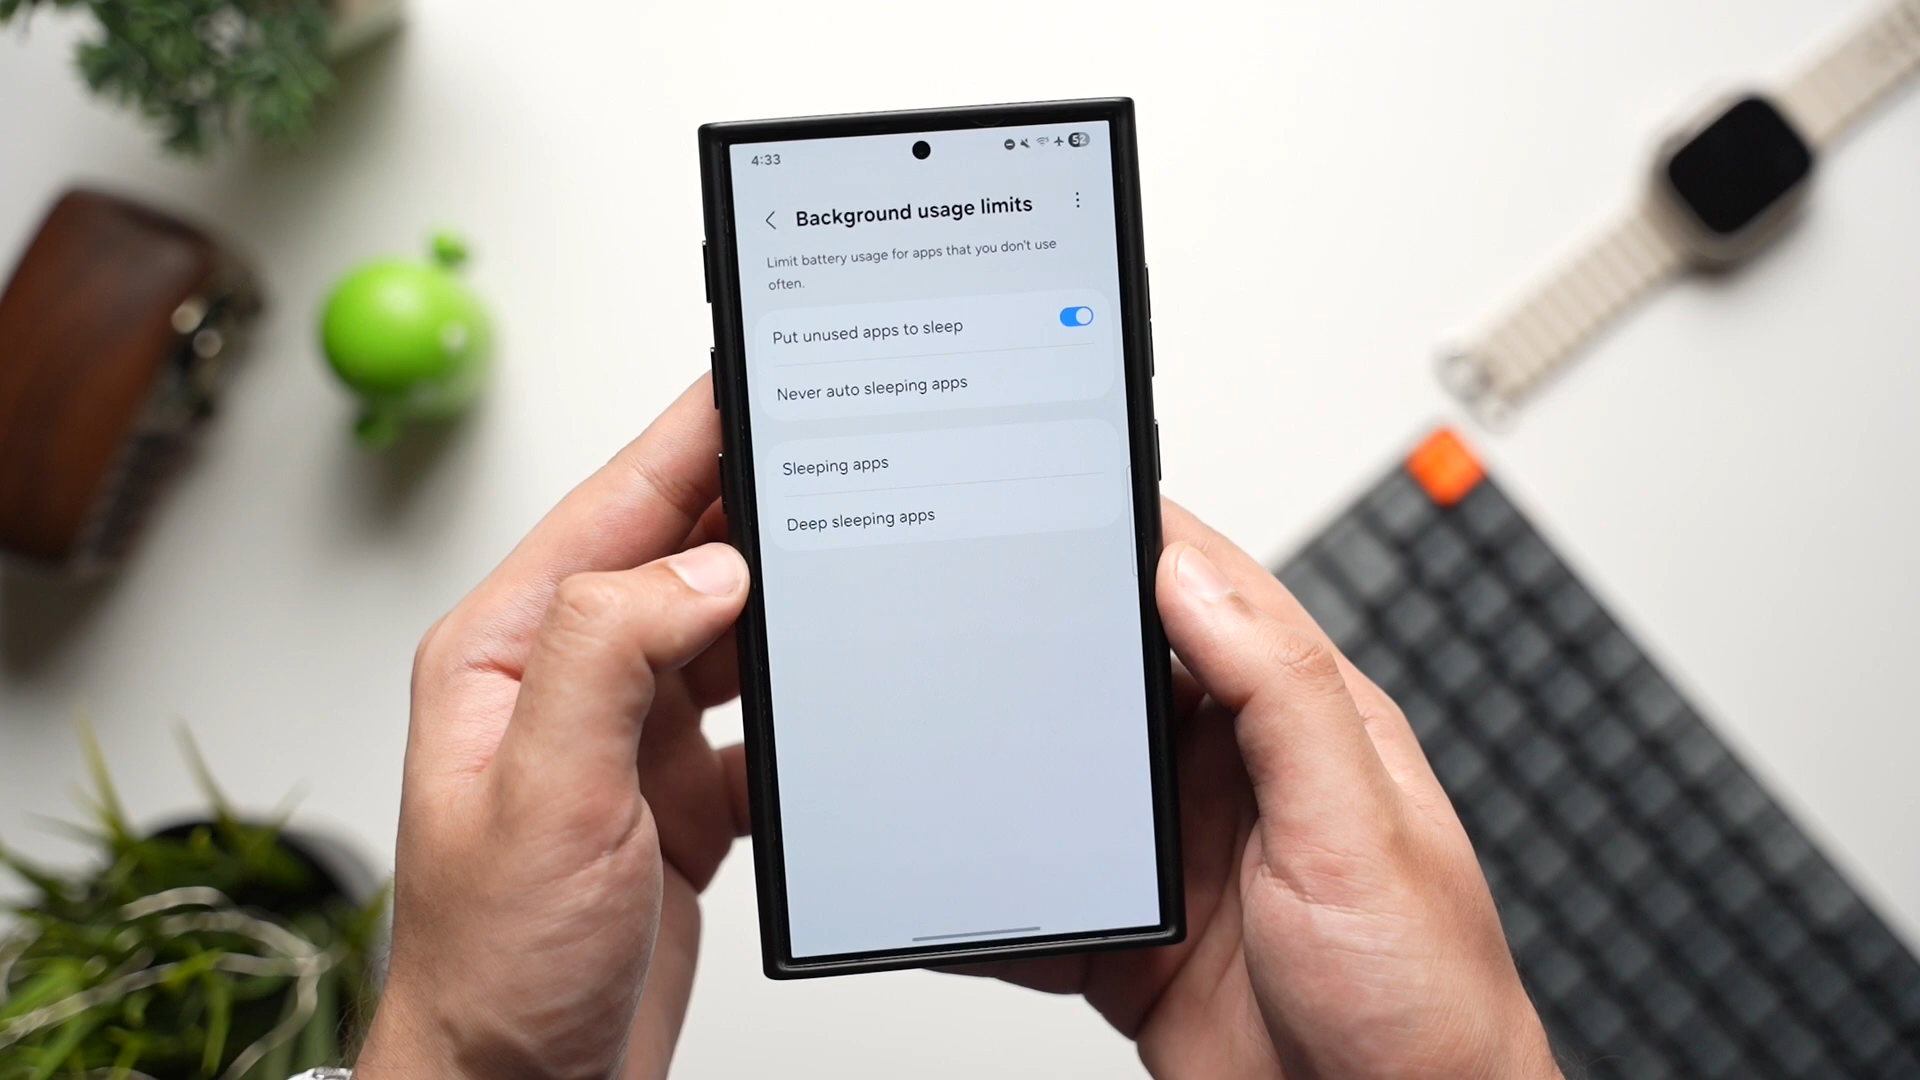 4:33
52
Background usage limits
Limit battery usage for apps that you don't use
often.
Put unused apps to sleep
Never auto sleeping apps
Sleeping apps
Deep sleeping apps